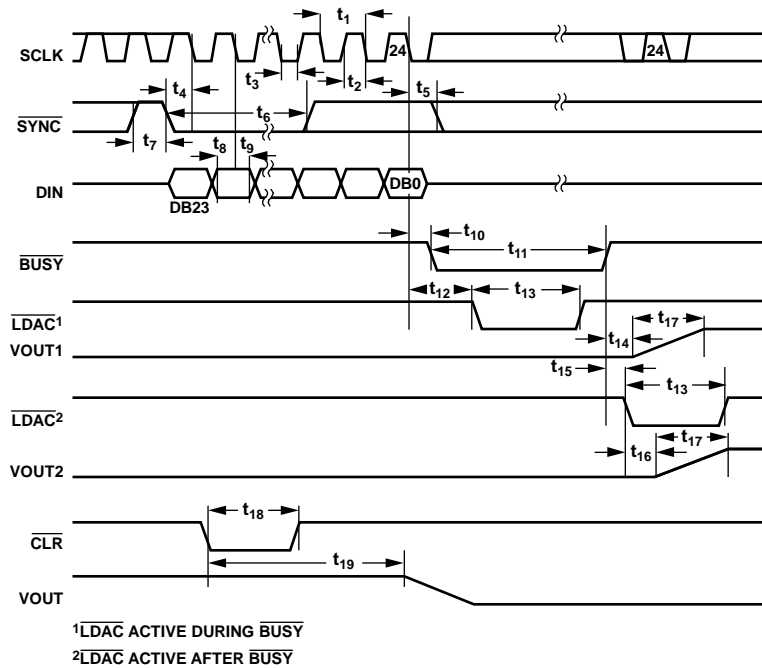 t1
SCLK
24
24
t3
t2
t4
t5
SYNC
t6
t7
t8
t9
DIN
DB23
DB0
t10
BUSY
t11
t12
t13
LDAC1
t17
t14
VOUT1
t15
t13
LDAC2
t17
t16
VOUT2
t18
CLR
t19
VOUT
1LDAC ACTIVE DURING BUSY
2LDAC ACTIVE AFTER BUSY